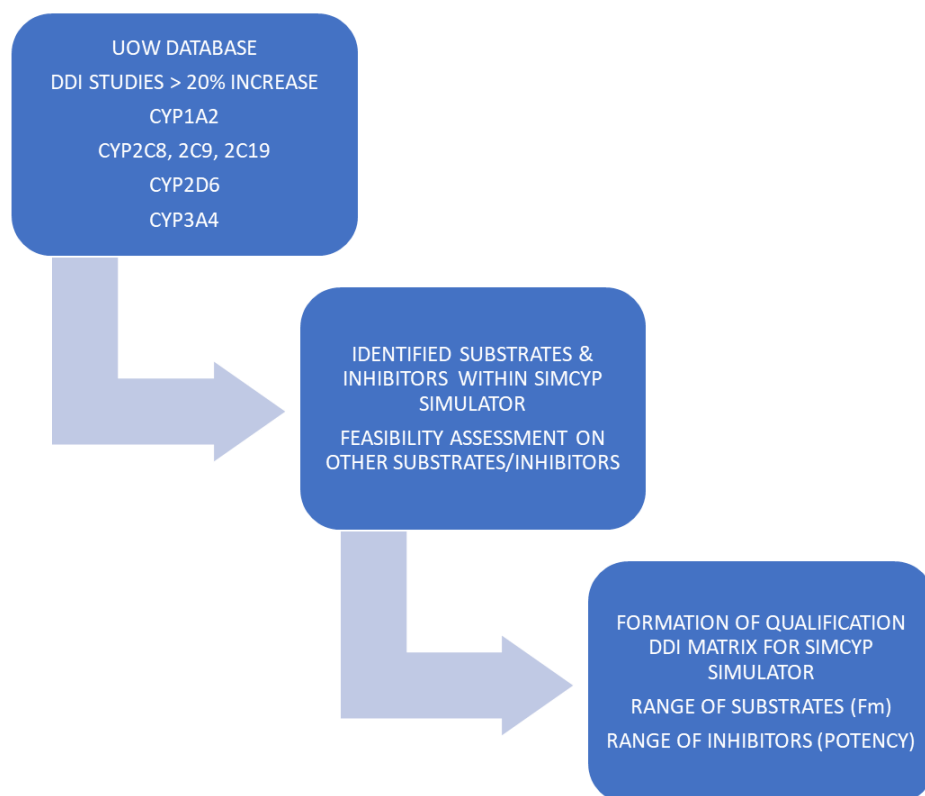 UOW DATABASE
DDI STUDIES > 20% INCREASE
CYP1A2
CYP2C8, 2C9, 2C19
CYP2D6
CYP3A4
IDENTIFIED SUBSTRATES &
INHIBITORS WITHIN SIMCYP
SIMULATOR
FEASIBILITY ASSESSMENT ON
OTHER SUBSTRATES/INHIBITORS
FORMATION OF QUALIFICATION
DDI MATRIX FOR SIMCYP
SIMULATOR
RANGE OF SUBSTRATES (Fm)
RANGE OF INHIBITORS (POTENCY)